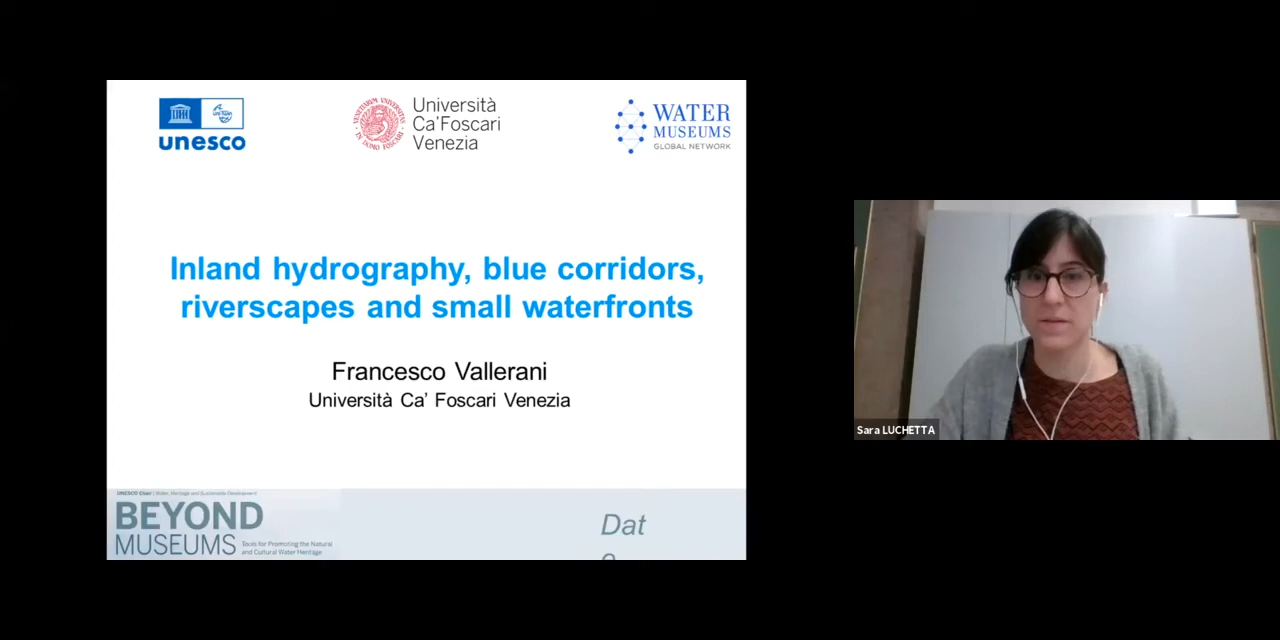 unesco
Università
Ca'Foscari
Venezia
WATER
MUSEUMS
GLOBAL NETWORK
Inland hydrography, blue corridors,
riverscapes and small waterfronts
Francesco Vallerani
Università Ca' Foscari Venezia
UNESCO Chair | Water, Heritage and Sustainable Development
BEYOND
MUSEUMS
Tools for Promoting the Natural
and Cultural Water Heritage
Dat
Sara LUCHETTA